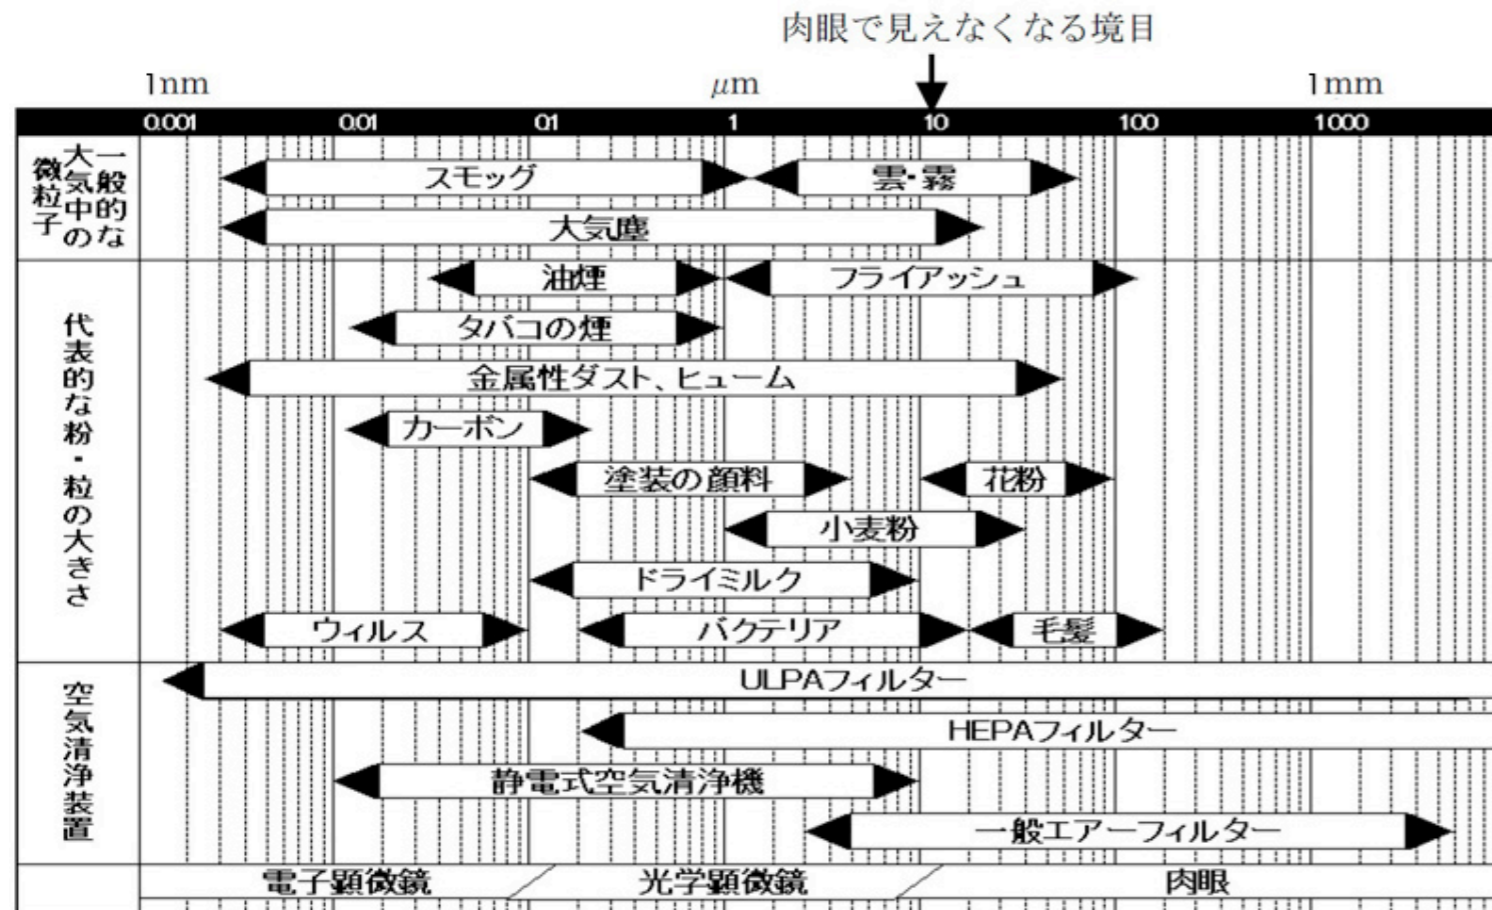 肉眼で見えなくなる境目
1nm μm 1mm
0.001 0.01 0.1 1 10 100 1000
一般的な
大気中の
微粒子
スモッグ 雲・霧
大気塵
代表的な粉・粒の大きさ
油煙 フライアッシュ
タバコの煙
金属性ダスト、ヒューム
カーボン
塗装の顔料 花粉
小麦粉
ドライミルク
ウィルス バクテリア 毛髪
空気清浄装置
ULPAフィルター
HEPAフィルター
静電式空気清浄機
一般エアーフィルター
電子顕微鏡 光学顕微鏡 肉眼